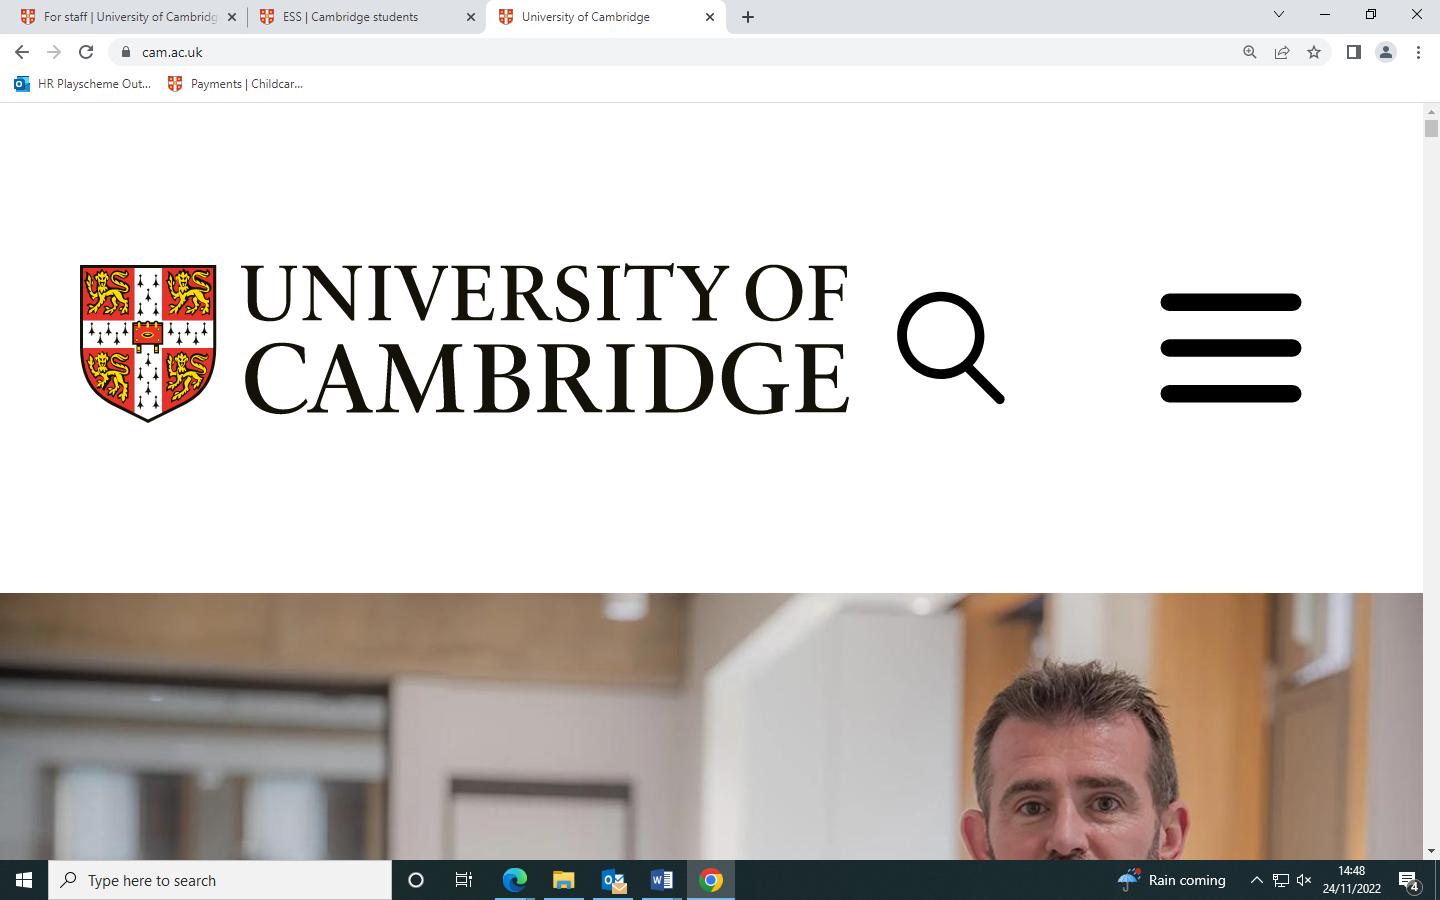 For staff | University of Cambridg
ESS | Cambridge students
University of Cambridge
cam.ac.uk
HR Playscheme Out...
Payments | Childcar...
UNIVERSITY OF
CAMBRIDGE
Type here to search
Rain coming
14:48
24/11/2022
4